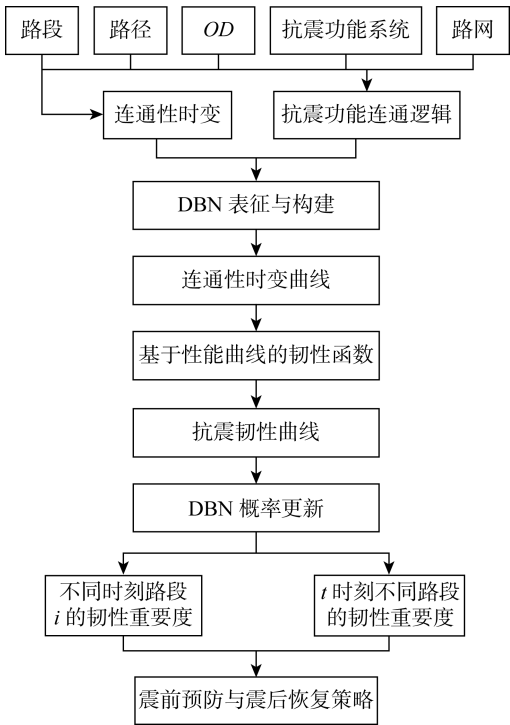 路段
路径
OD
抗震功能系统
路网
连通性时变
抗震功能连通逻辑
DBN 表征与构建
连通性时变曲线
基于性能曲线的韧性函数
抗震韧性曲线
DBN 概率更新
不同时刻路段
i 的韧性重要度
t 时刻不同路段
的韧性重要度
震前预防与震后恢复策略